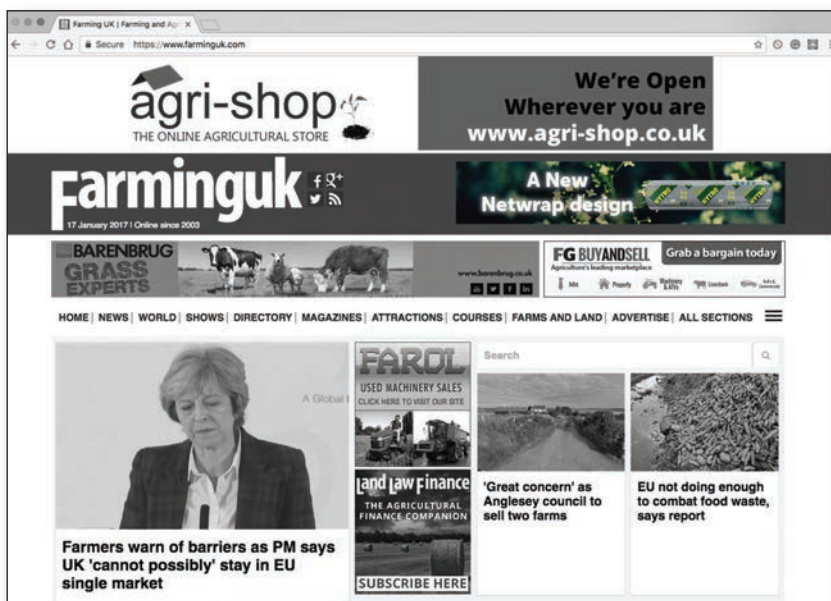 Farming UK | Farming and Agr
Secure https://www.farminguk.com
agri-shop
THE ONLINE AGRICULTURAL STORE
We're Open
Wherever you are
www.agri-shop.co.uk
Farminguk
17 January 2017 | Online since 2003
A New
Netwrap design
BARENBRUG
GRASS
EXPERTS
www.barenbrug.co.uk
FG BUYANDSELL Grab a bargain today
Agriculture's leading marketplace
Jobs Property Machinery & ATVs Livestock
HOME | NEWS | WORLD | SHOWS | DIRECTORY | MAGAZINES | ATTRACTIONS | COURSES | FARMS AND LAND | ADVERTISE | ALL SECTIONS
A Global
Farmers warn of barriers as PM says
UK 'cannot possibly' stay in EU
single market
FAROL
USED MACHINERY SALES
CLICK HERE TO VISIT OUR SITE
Land Law Finance
THE AGRICULTURAL
FINANCE COMPANION
SUBSCRIBE HERE
Search
'Great concern' as
Anglesey council to
sell two farms
EU not doing enough
to combat food waste,
says report